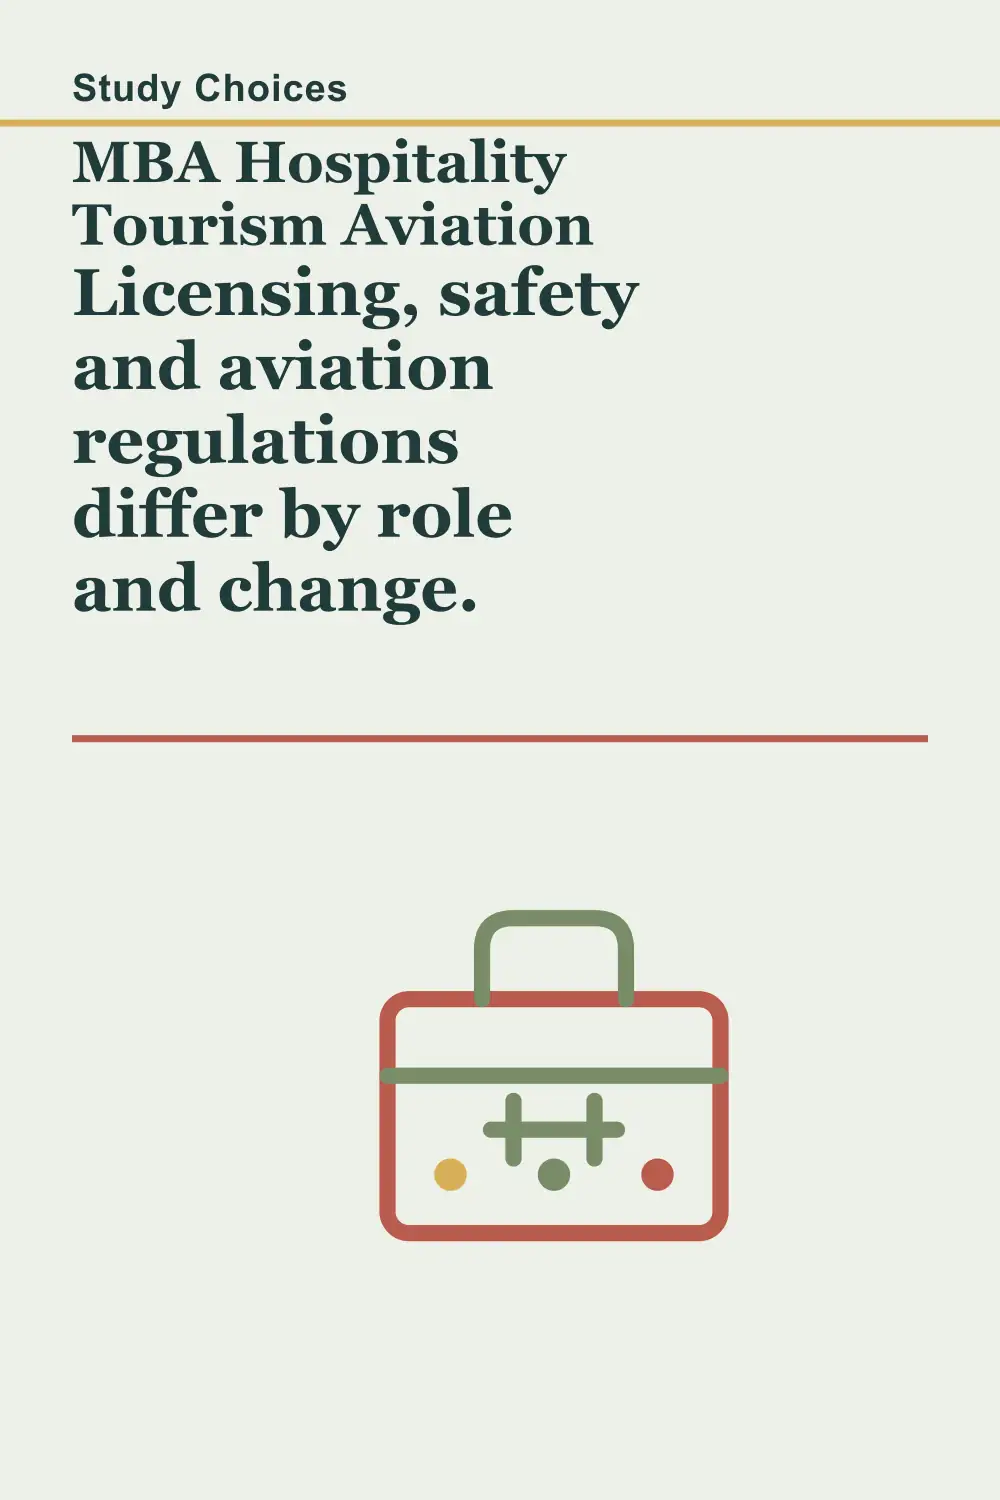 Study Choices
MBA Hospitality
Tourism Aviation
Licensing, safety
and aviation
regulations
differ by role
and change.